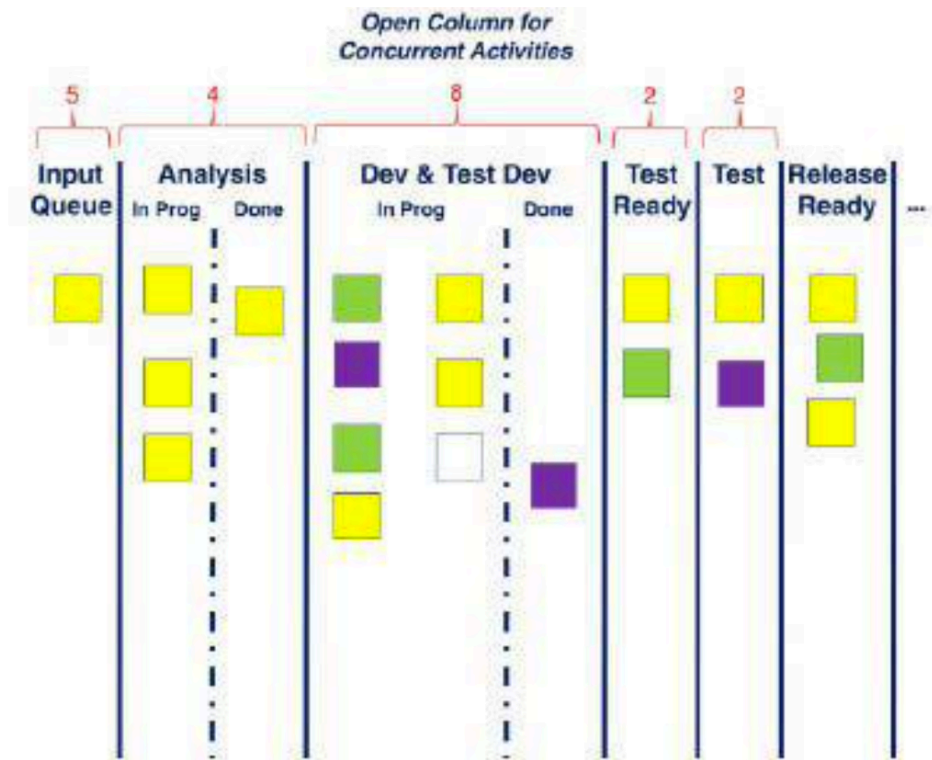 Open Column for
Concurrent Activities
5 4 8 2 2
Input Queue
Analysis
In Prog Done
Dev & Test Dev
In Prog Done
Test Ready
Test
Release Ready
...